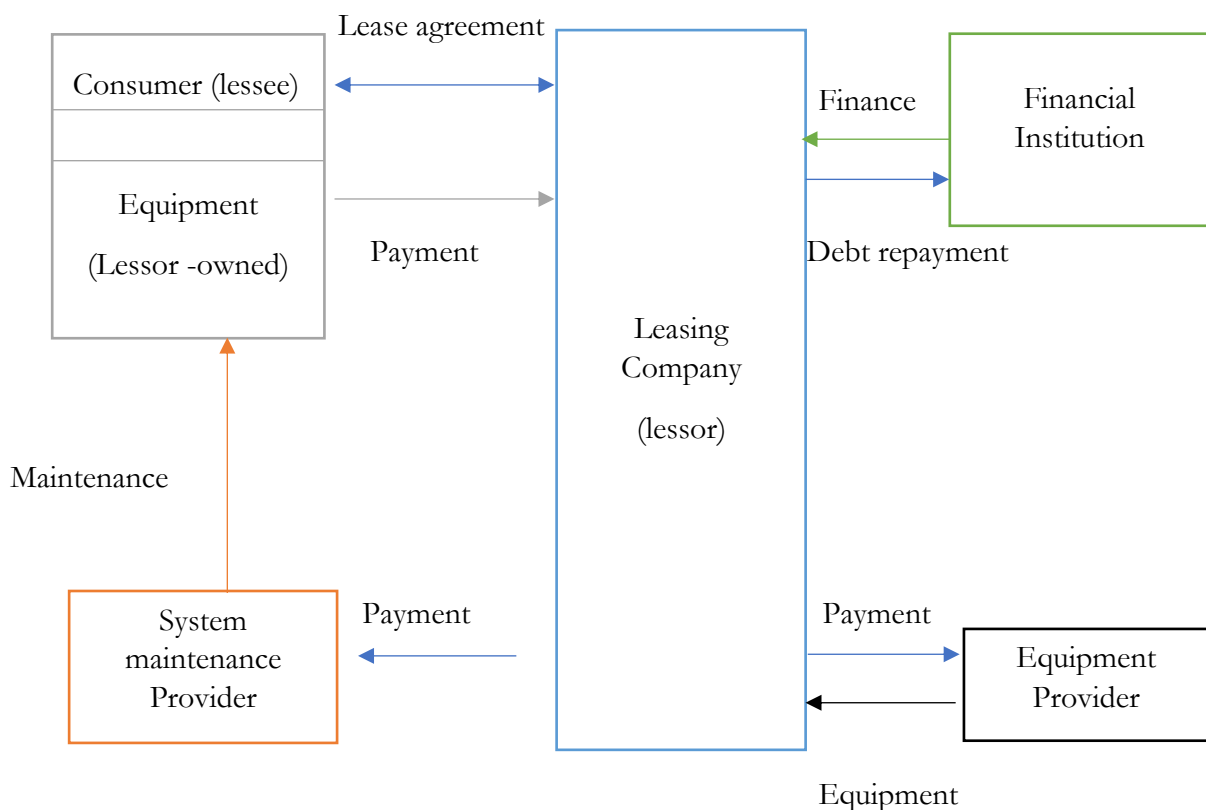 Lease agreement
Consumer (lessee)
Finance
Financial
Institution
Equipment
(Lessor -owned)
Payment
Debt repayment
Leasing
Company
(lessor)
Maintenance
System
maintenance
Provider
Payment
Payment
Equipment
Provider
Equipment